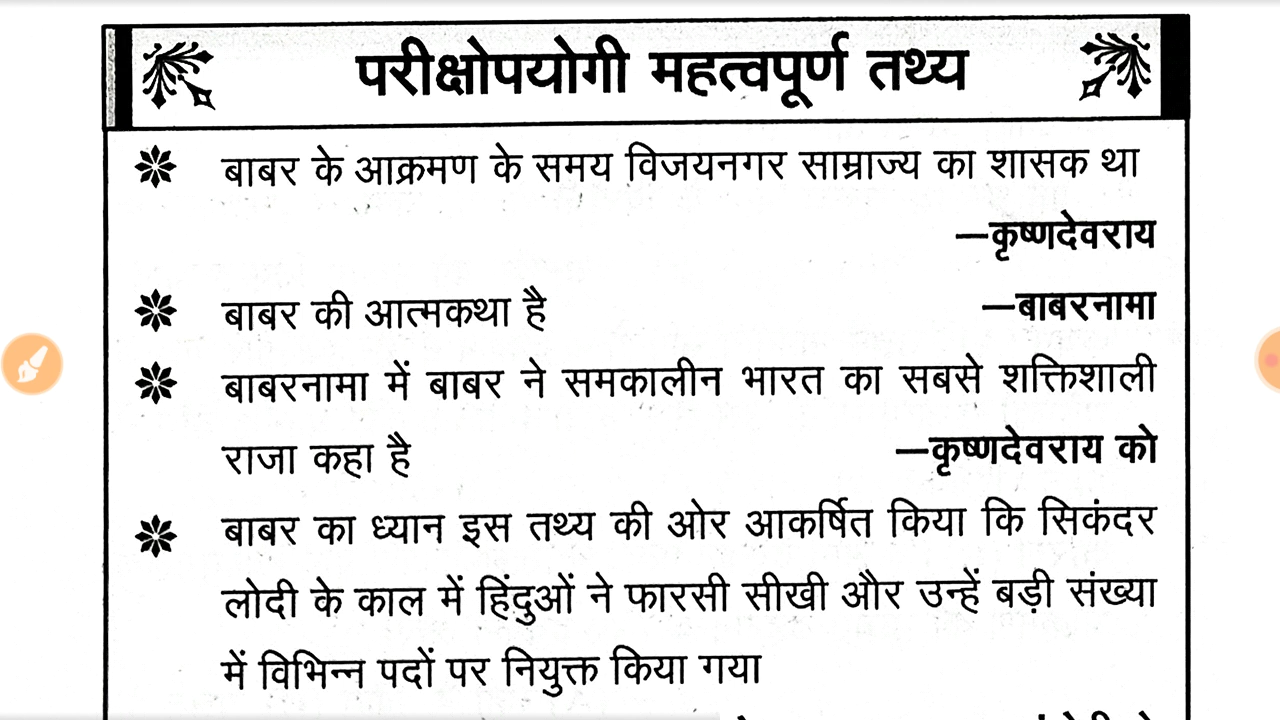 परीक्षोपयोगी महत्वपूर्ण तथ्य
बाबर के आक्रमण के समय विजयनगर साम्राज्य का शासक था
—कृष्णदेवराय
बाबर की आत्मकथा है —बाबरनामा
बाबरनामा में बाबर ने समकालीन भारत का सबसे शक्तिशाली
राजा कहा है —कृष्णदेवराय को
बाबर का ध्यान इस तथ्य की ओर आकर्षित किया कि सिकंदर
लोदी के काल में हिंदुओं ने फारसी सीखी और उन्हें बड़ी संख्या
में विभिन्न पदों पर नियुक्त किया गया